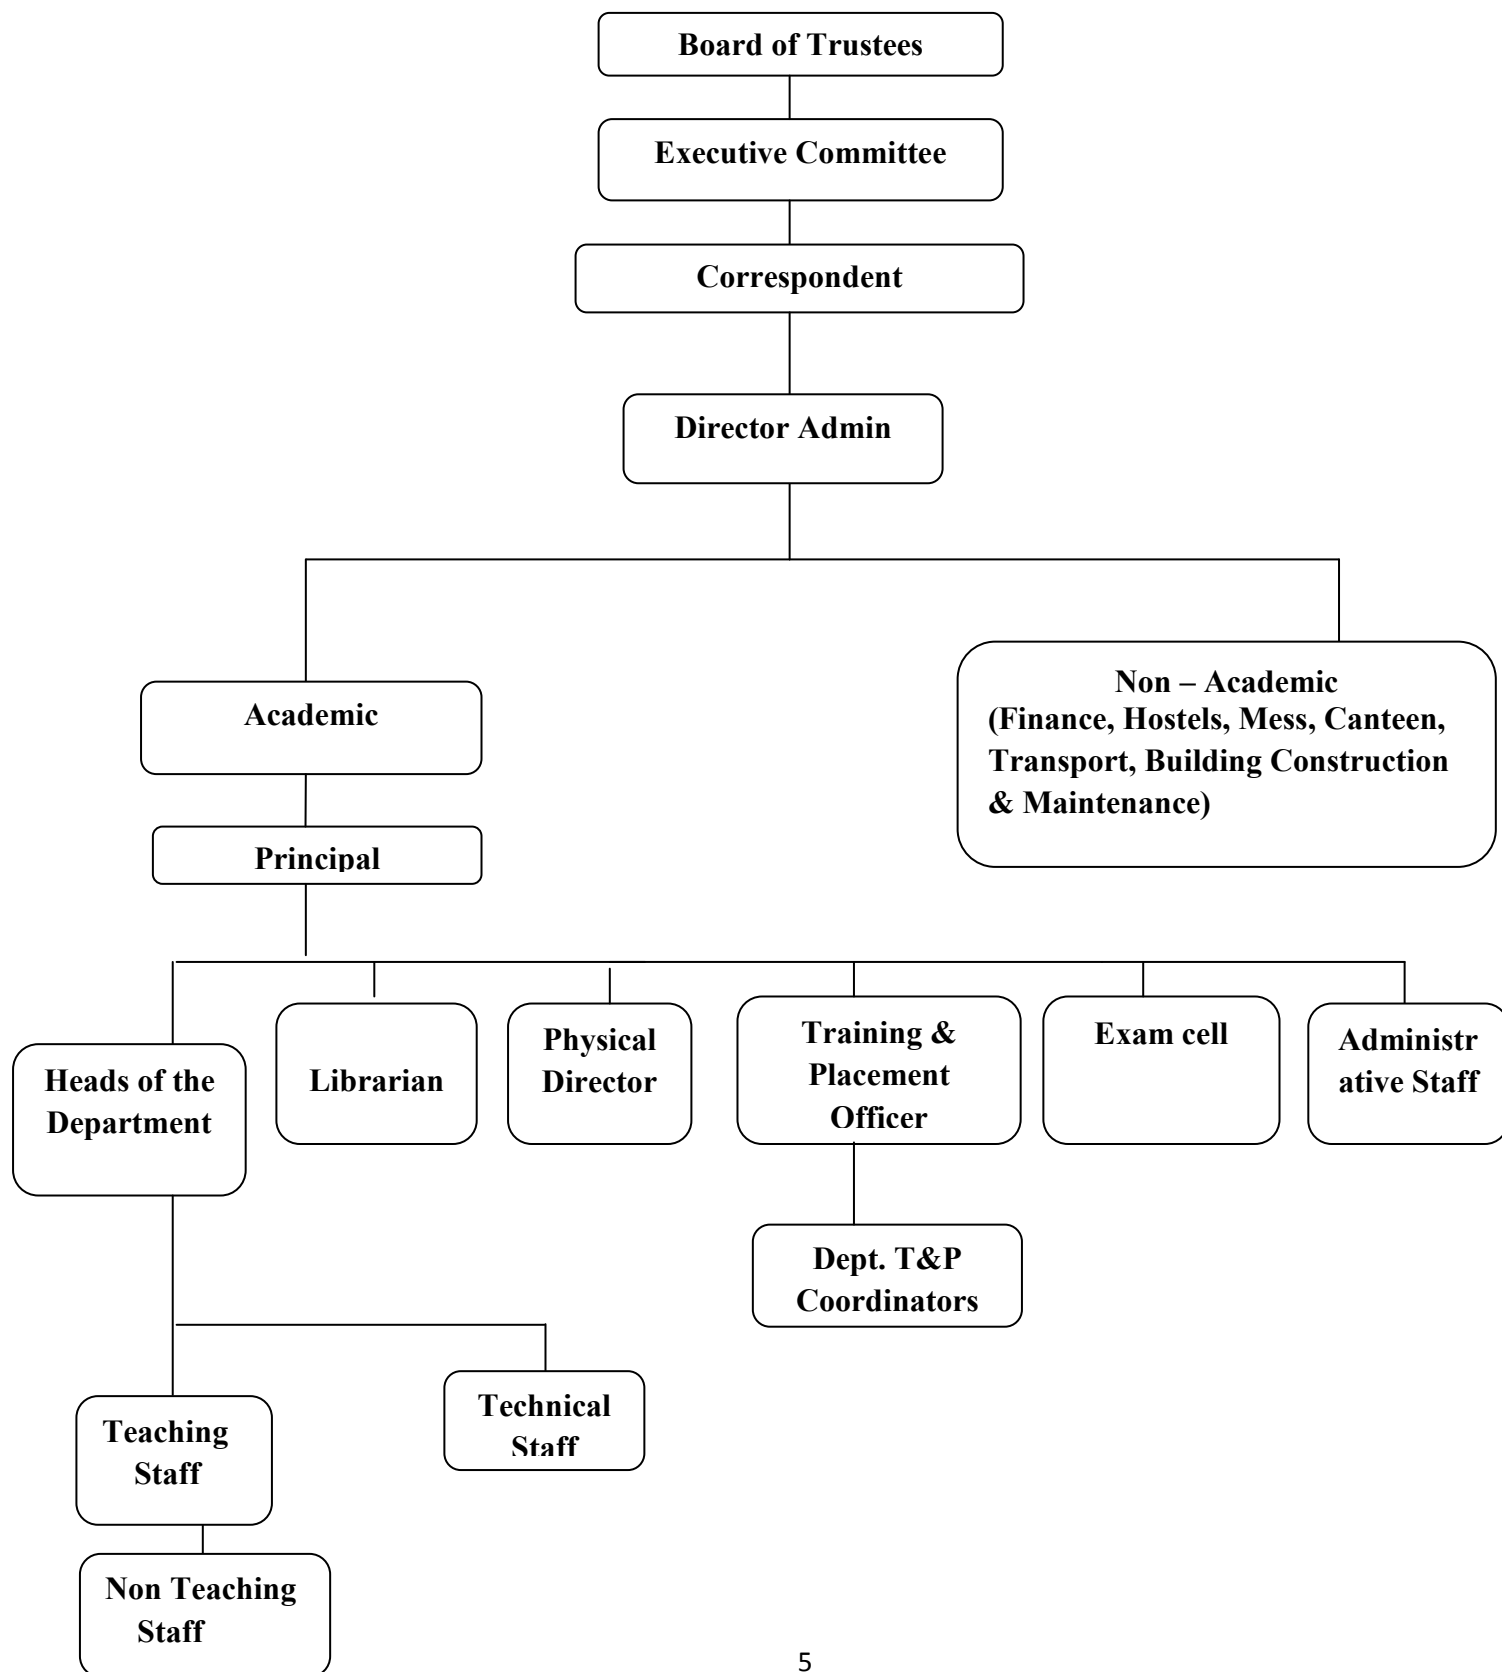 Board of Trustees
Executive Committee
Correspondent
Director Admin
Academic
Non – Academic
(Finance, Hostels, Mess, Canteen,
Transport, Building Construction
& Maintenance)
Principal
Heads of the
Department
Librarian
Physical
Director
Training &
Placement
Officer
Exam cell
Administr
ative Staff
Dept. T&P
Coordinators
Teaching
Staff
Technical
Staff
Non Teaching
Staff
5